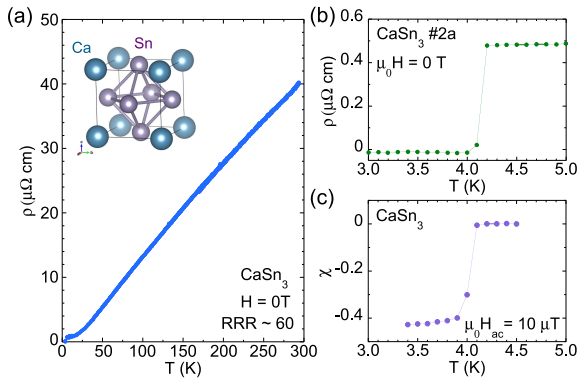 (a)
Ca
Sn
ρ (μΩ cm)
50
40
30
20
10
0
0 50 100 150 200 250 300
T (K)
CaSn3
H = 0T
RRR ~ 60
(b)
CaSn3 #2a
μ0H = 0 T
ρ (μΩ cm)
0.6
0.4
0.2
0
3.0 3.5 4.0 4.5 5.0
T (K)
(c)
CaSn3
χ
0
-0.2
-0.4
μ0Hac = 10 μT
3.0 3.5 4.0 4.5 5.0
T (K)